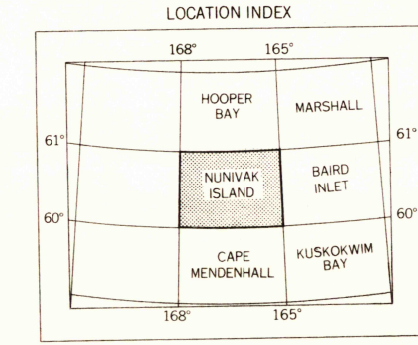 LOCATION INDEX
168° 165°
HOOPER
BAY
MARSHALL
61° 61°
NUNIVAK
ISLAND
BAIRD
INLET
60° 60°
CAPE
MENDENHALL
KUSKOKWIM
BAY
168° 165°